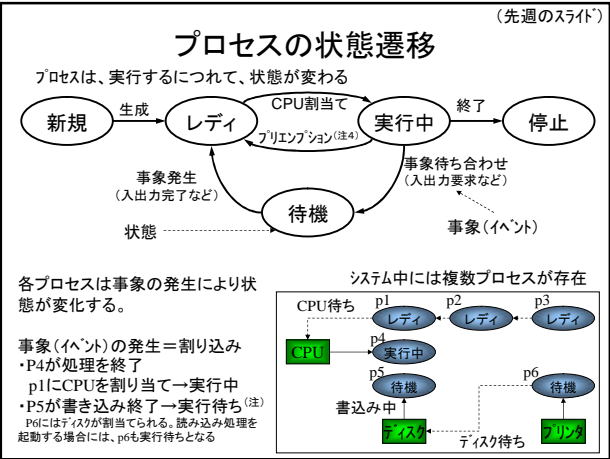 (先週のスライド)
プロセスの状態遷移
プロセスは、実行するにつれて、状態が変わる
新規
生成
レディ
CPU割当て
プリエンプション(注4)
実行中
終了
停止
事象発生
(入出力完了など)
待機
事象待ち合わせ
(入出力要求など)
状態
事象(イベント)
各プロセスは事象の発生により状
態が変化する。
事象(イベント)の発生=割り込み
・P4が処理を終了
p1にCPUを割り当て→実行中
・P5が書き込み終了→実行待ち(注)
P6にはディスクが割当てられる。読み込み処理を
起動する場合には、p6も実行待ちとなる
システム中には複数プロセスが存在
CPU待ち
p1
レディ
p2
レディ
p3
レディ
CPU
p4
実行中
p5
待機
p6
待機
書込み中
ディスク
ディスク待ち
プリンタ